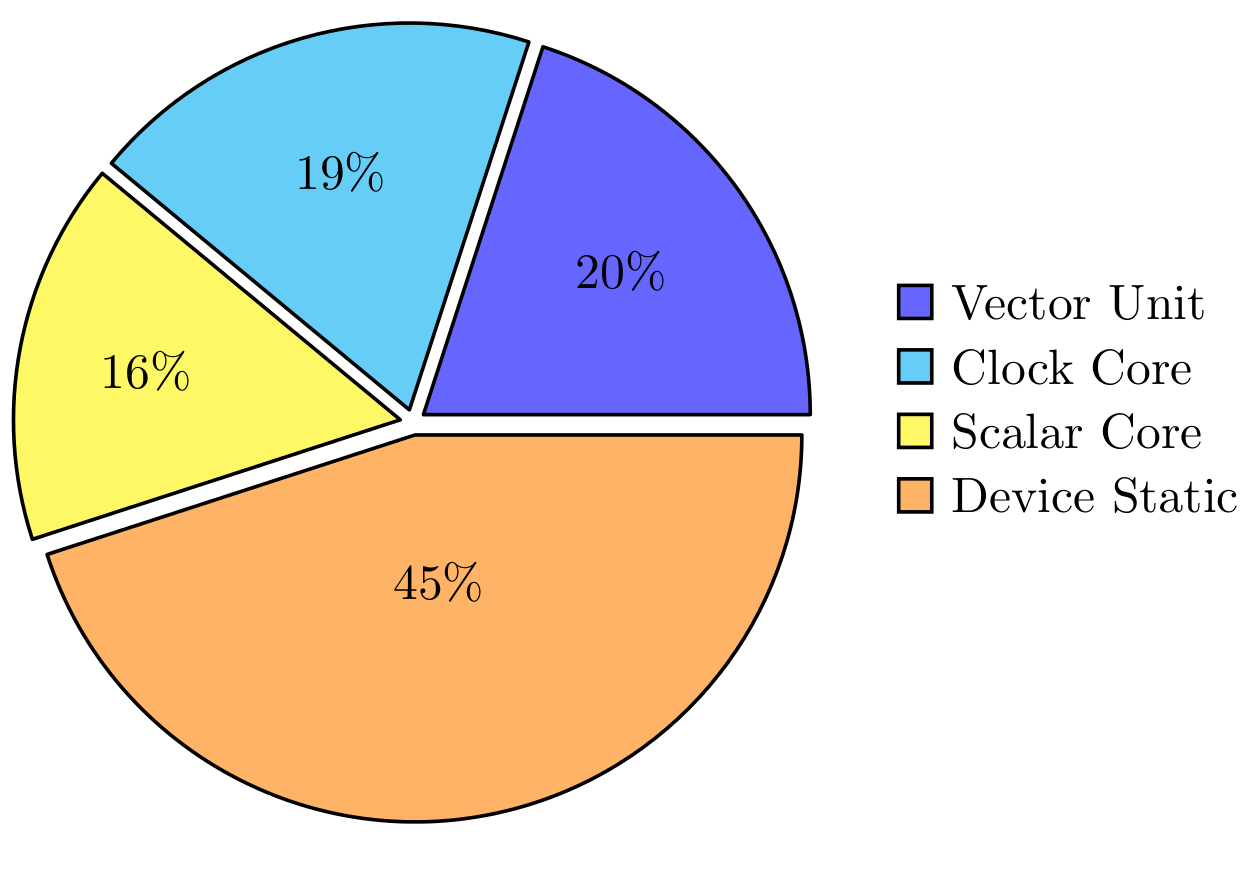 19%
20%
16%
45%
Vector Unit
Clock Core
Scalar Core
Device Static